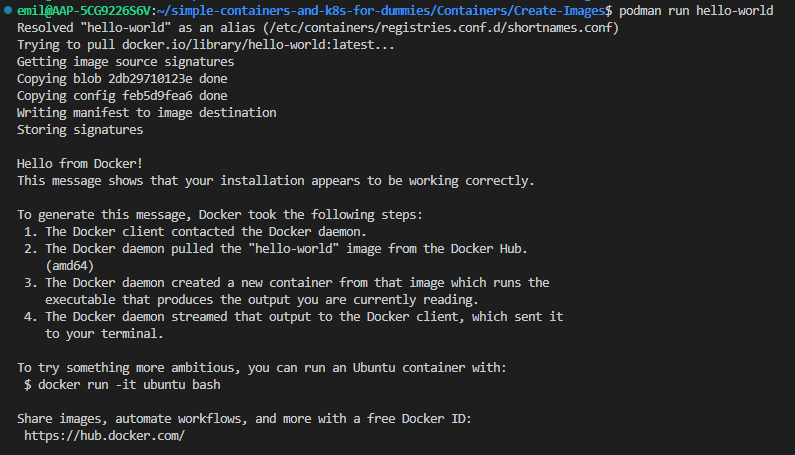 emil@AAP-5CG9226S6V:~/simple-containers-and-k8s-for-dummies/Containers/Create-Images$ podman run hello-world
Resolved "hello-world" as an alias (/etc/containers/registries.conf.d/shortnames.conf)
Trying to pull docker.io/library/hello-world:latest...
Getting image source signatures
Copying blob 2db29710123e done
Copying config feb5d9fea6 done
Writing manifest to image destination
Storing signatures

Hello from Docker!
This message shows that your installation appears to be working correctly.

To generate this message, Docker took the following steps:
 1. The Docker client contacted the Docker daemon.
 2. The Docker daemon pulled the "hello-world" image from the Docker Hub.
    (amd64)
 3. The Docker daemon created a new container from that image which runs the
    executable that produces the output you are currently reading.
 4. The Docker daemon streamed that output to the Docker client, which sent it
    to your terminal.

To try something more ambitious, you can run an Ubuntu container with:
 $ docker run -it ubuntu bash

Share images, automate workflows, and more with a free Docker ID:
 https://hub.docker.com/